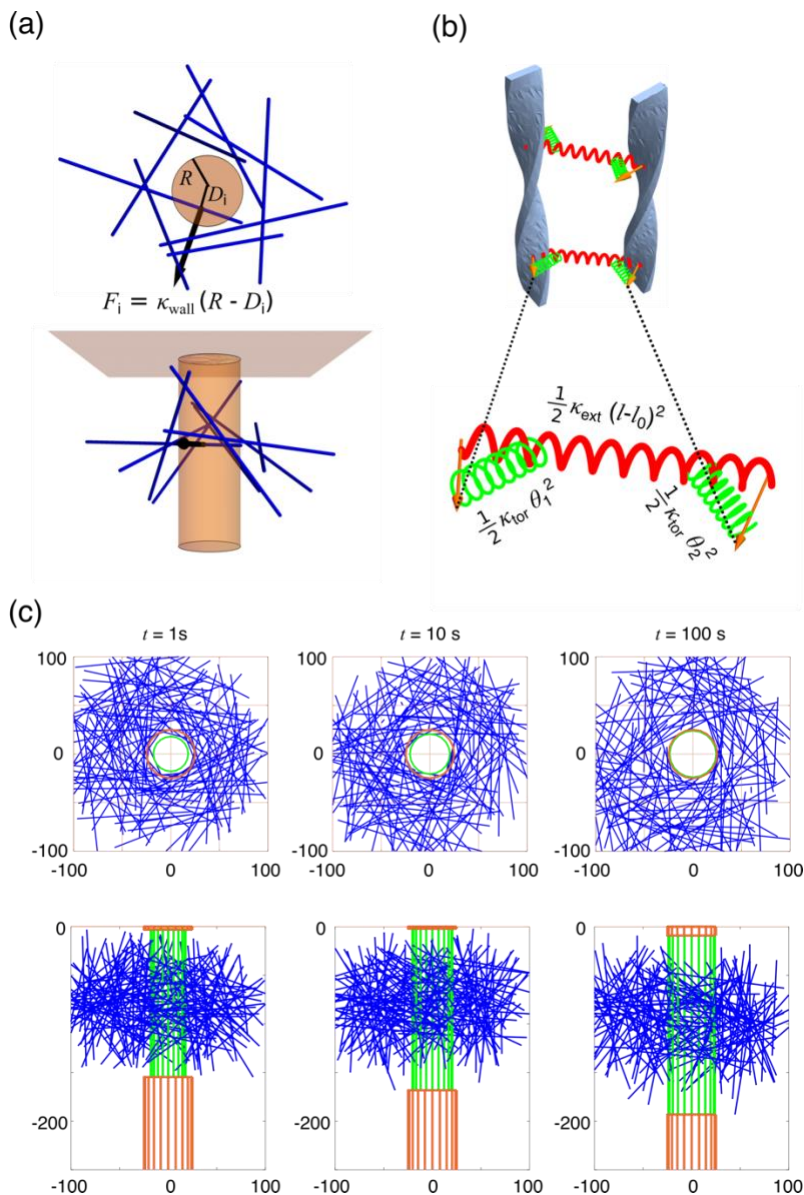 (a)
R
D_i
F_i = κ_wall (R - D_i)
(b)
1/2 κ_ext (l-l_0)^2
1/2 κ_tor θ_1^2
1/2 κ_tor θ_2^2
(c)
t = 1s
t = 10 s
t = 100 s
100
0
-100
-100 0 100
100
0
-100
-100 0 100
100
0
-100
-100 0 100
0
-200
-100 0 100
0
-200
-100 0 100
0
-200
-100 0 100